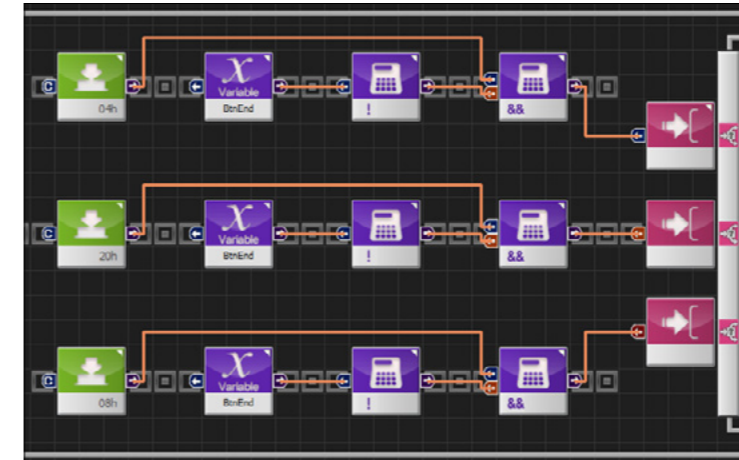 04h
X
Variable
BtnEnd
!
&&
20h
X
Variable
BtnEnd
!
&&
08h
X
Variable
BtnEnd
!
&&